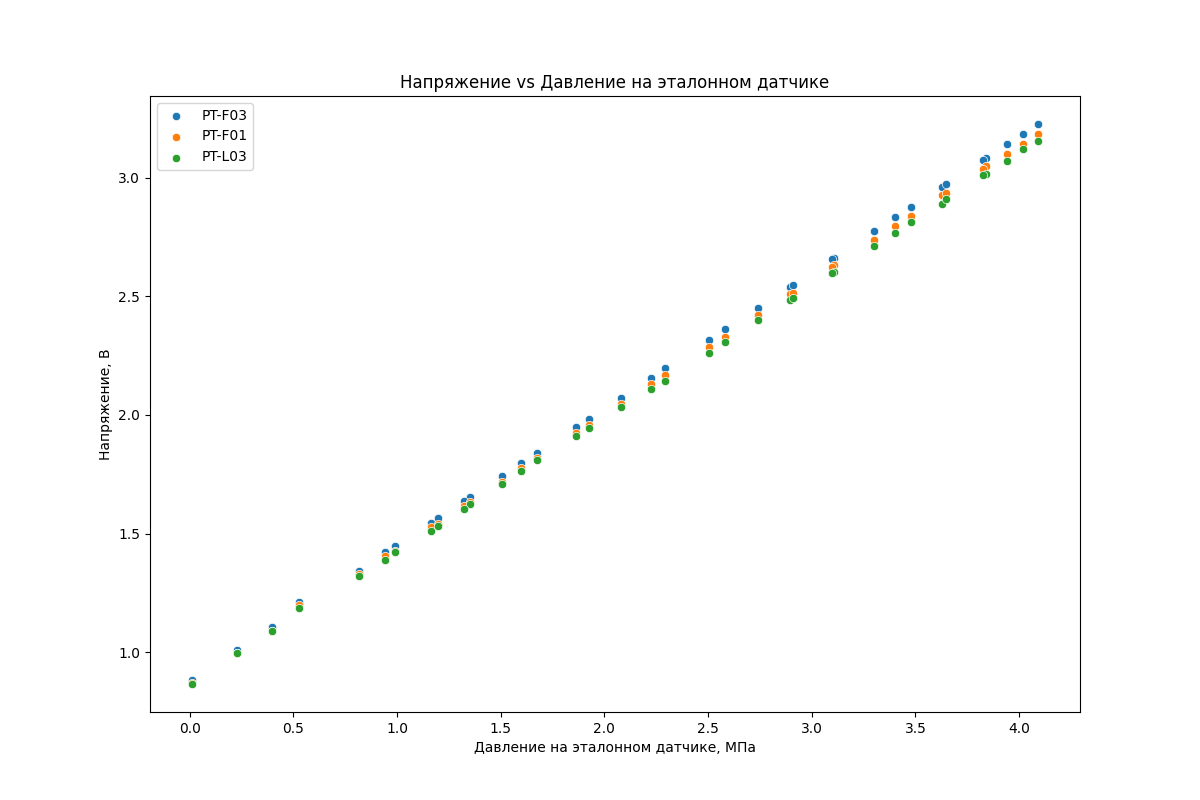 Напряжение vs Давление на эталонном датчике
PT-F03
PT-F01
PT-L03
Напряжение, В
3.0
2.5
2.0
1.5
1.0
0.0 0.5 1.0 1.5 2.0 2.5 3.0 3.5 4.0
Давление на эталонном датчике, МПа